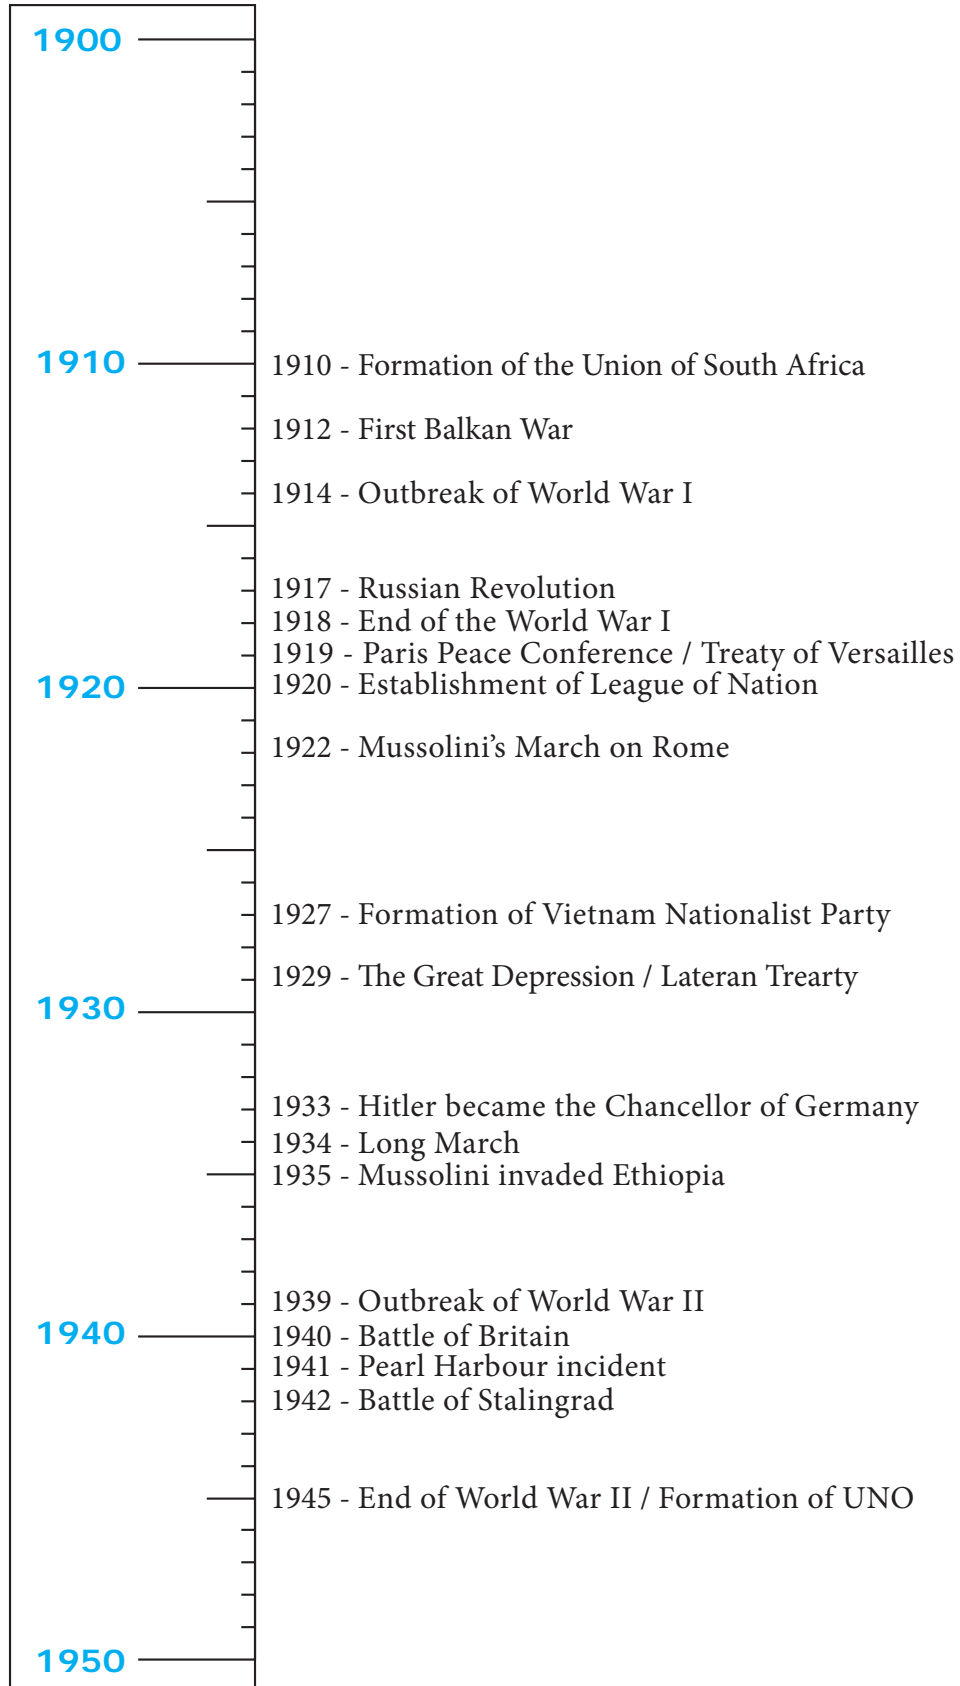 1900
1910
1910 - Formation of the Union of South Africa
1912 - First Balkan War
1914 - Outbreak of World War I
1917 - Russian Revolution
1918 - End of the World War I
1919 - Paris Peace Conference / Treaty of Versailles
1920
1920 - Establishment of League of Nation
1922 - Mussolini’s March on Rome
1927 - Formation of Vietnam Nationalist Party
1929 - The Great Depression / Lateran Trearty
1930
1933 - Hitler became the Chancellor of Germany
1934 - Long March
1935 - Mussolini invaded Ethiopia
1939 - Outbreak of World War II
1940
1940 - Battle of Britain
1941 - Pearl Harbour incident
1942 - Battle of Stalingrad
1945 - End of World War II / Formation of UNO
1950